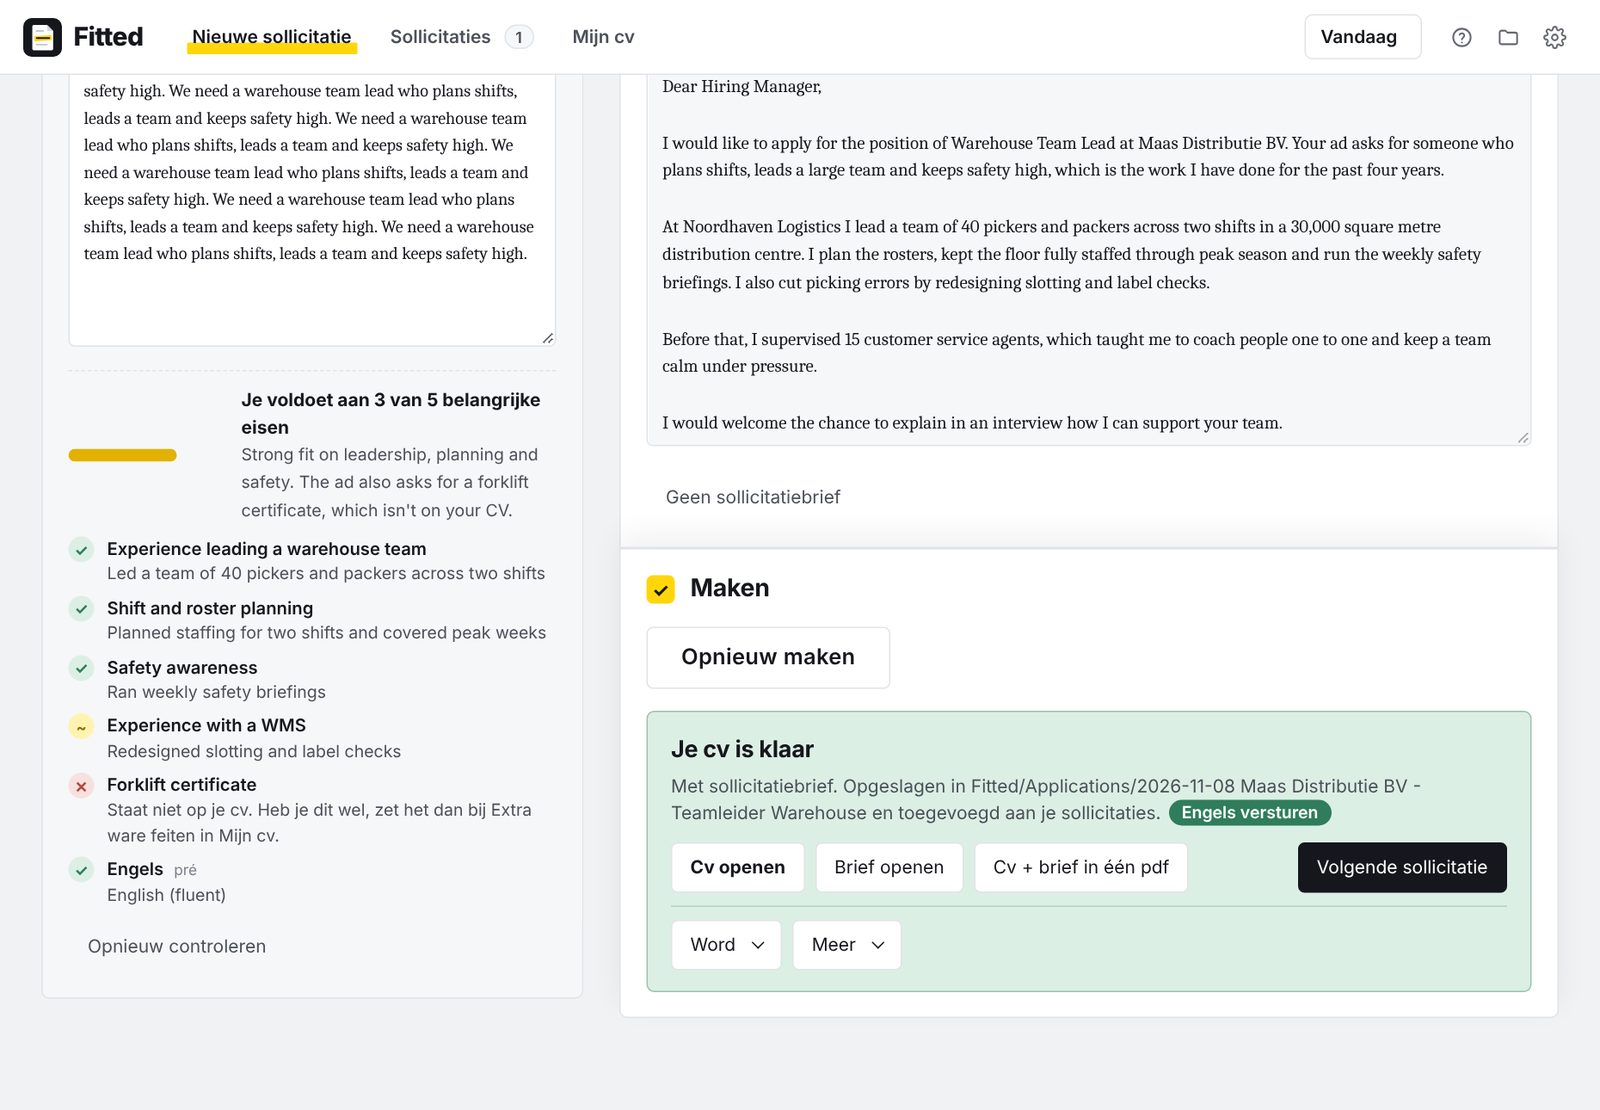 Fitted
Nieuwe sollicitatie
Sollicitaties 1
Mijn cv
Vandaag
safety high. We need a warehouse team lead who plans shifts,
leads a team and keeps safety high. We need a warehouse team
lead who plans shifts, leads a team and keeps safety high. We
need a warehouse team lead who plans shifts, leads a team and
keeps safety high. We need a warehouse team lead who plans
shifts, leads a team and keeps safety high. We need a warehouse
team lead who plans shifts, leads a team and keeps safety high.
Je voldoet aan 3 van 5 belangrijke
eisen
Strong fit on leadership, planning and
safety. The ad also asks for a forklift
certificate, which isn't on your CV.
Experience leading a warehouse team
Led a team of 40 pickers and packers across two shifts
Shift and roster planning
Planned staffing for two shifts and covered peak weeks
Safety awareness
Ran weekly safety briefings
~ Experience with a WMS
Redesigned slotting and label checks
Forklift certificate
Staat niet op je cv. Heb je dit wel, zet het dan bij Extra
ware feiten in Mijn cv.
Engels pré
English (fluent)
Opnieuw controleren
Dear Hiring Manager,
I would like to apply for the position of Warehouse Team Lead at Maas Distributie BV. Your ad asks for someone who
plans shifts, leads a large team and keeps safety high, which is the work I have done for the past four years.
At Noordhaven Logistics I lead a team of 40 pickers and packers across two shifts in a 30,000 square metre
distribution centre. I plan the rosters, kept the floor fully staffed through peak season and run the weekly safety
briefings. I also cut picking errors by redesigning slotting and label checks.
Before that, I supervised 15 customer service agents, which taught me to coach people one to one and keep a team
calm under pressure.
I would welcome the chance to explain in an interview how I can support your team.
Geen sollicitatiebrief
Maken
Opnieuw maken
Je cv is klaar
Met sollicitatiebrief. Opgeslagen in Fitted/Applications/2026-11-08 Maas Distributie BV -
Teamleider Warehouse en toegevoegd aan je sollicitaties. Engels versturen
Cv openen
Brief openen
Cv + brief in één pdf
Volgende sollicitatie
Word
Meer